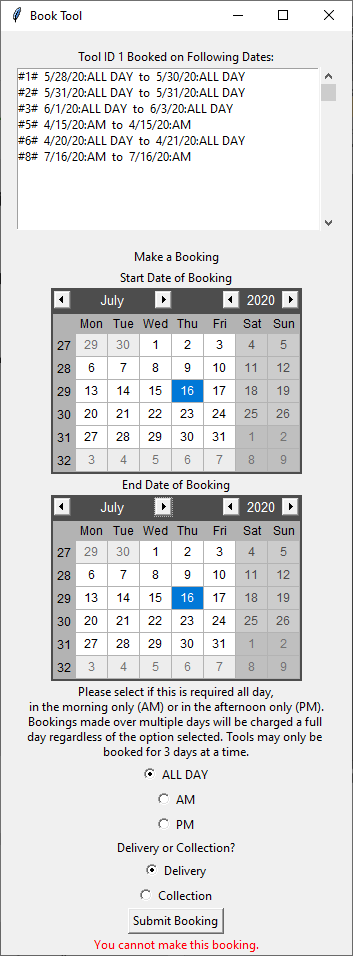 Book Tool
Tool ID 1 Booked on Following Dates:
#1# 5/28/20:ALL DAY to 5/30/20:ALL DAY
#2# 5/31/20:ALL DAY to 5/31/20:ALL DAY
#3# 6/1/20:ALL DAY to 6/3/20:ALL DAY
#5# 4/15/20:AM to 4/15/20:AM
#6# 4/20/20:ALL DAY to 4/21/20:ALL DAY
#8# 7/16/20:AM to 7/16/20:AM
Make a Booking
Start Date of Booking
July 2020
Mon Tue Wed Thu Fri Sat Sun
27 29 30 1 2 3 4 5
28 6 7 8 9 10 11 12
29 13 14 15 16 17 18 19
30 20 21 22 23 24 25 26
31 27 28 29 30 31 1 2
32 3 4 5 6 7 8 9
End Date of Booking
July 2020
Mon Tue Wed Thu Fri Sat Sun
27 29 30 1 2 3 4 5
28 6 7 8 9 10 11 12
29 13 14 15 16 17 18 19
30 20 21 22 23 24 25 26
31 27 28 29 30 31 1 2
32 3 4 5 6 7 8 9
Please select if this is required all day,
in the morning only (AM) or in the afternoon only (PM).
Bookings made over multiple days will be charged a full
day regardless of the option selected. Tools may only be
booked for 3 days at a time.
ALL DAY
AM
PM
Delivery or Collection?
Delivery
Collection
Submit Booking
You cannot make this booking.